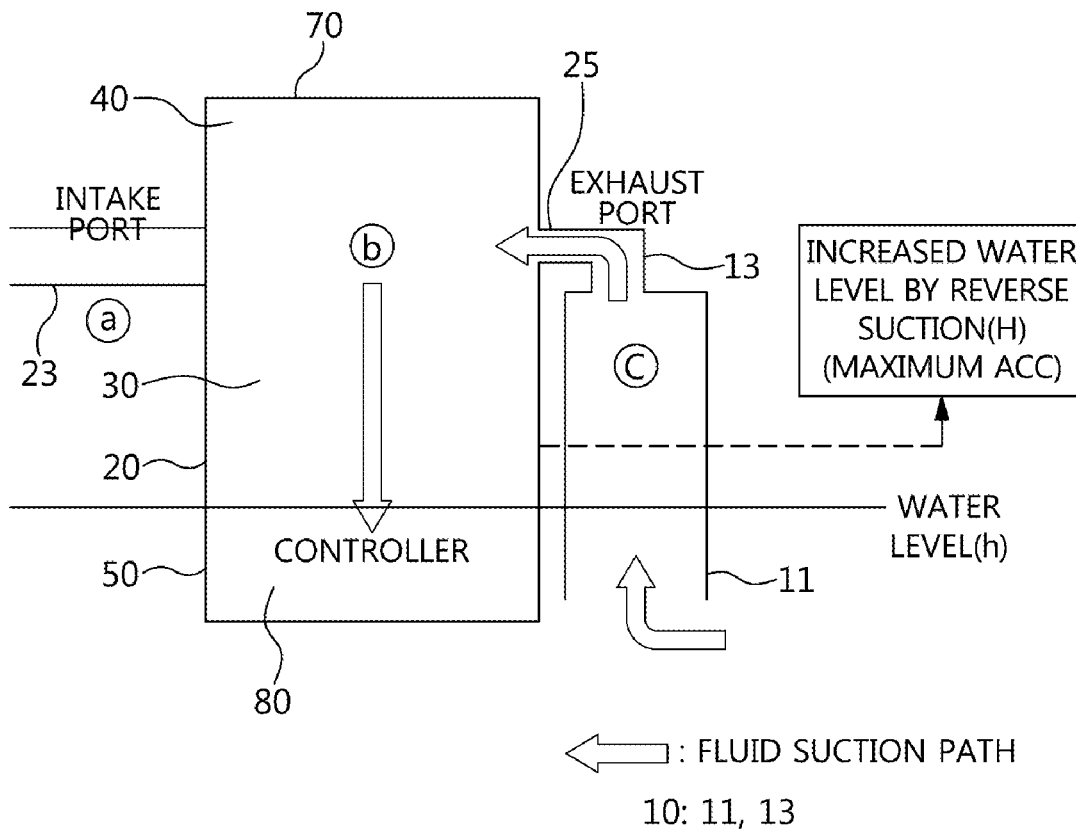 70
40
25
INTAKE
PORT
EXHAUST
PORT
b
13
INCREASED WATER
LEVEL BY REVERSE
SUCTION(H)
(MAXIMUM ACC)
a
23
C
30
20
WATER
LEVEL(h)
CONTROLLER
50
11
80
: FLUID SUCTION PATH
10: 11, 13